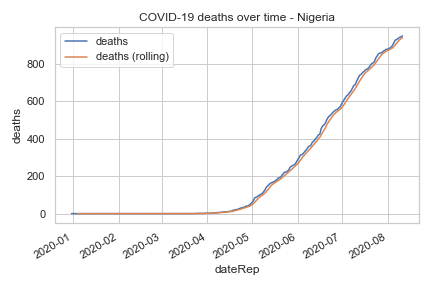 COVID-19 deaths over time - Nigeria
deaths
deaths (rolling)
deaths
800
600
400
200
0
2020-01
2020-02
2020-03
2020-04
2020-05
2020-06
2020-07
2020-08
dateRep